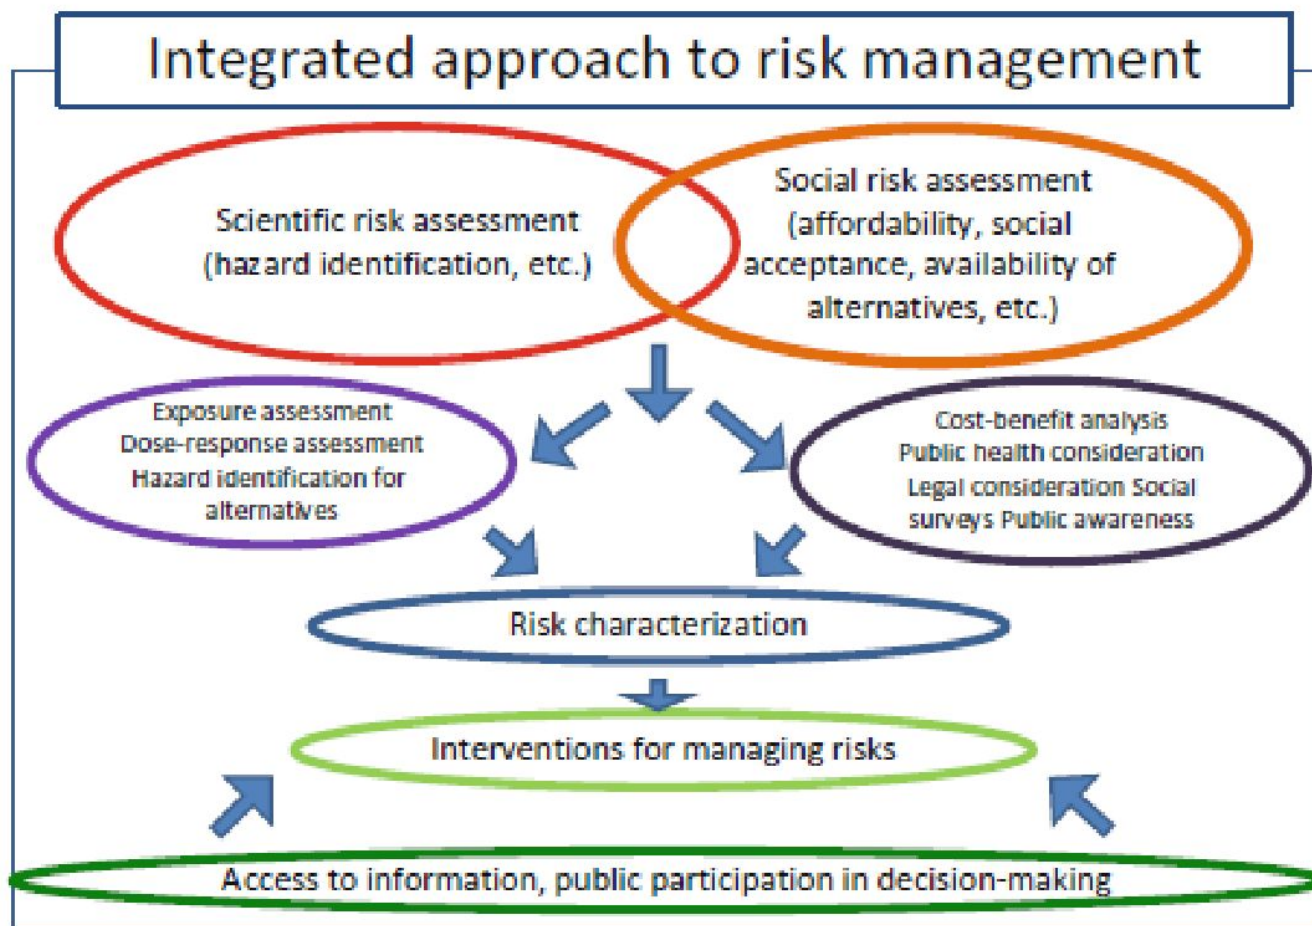 Integrated approach to risk management
Scientific risk assessment
(hazard identification, etc.)
Social risk assessment
(affordability, social
acceptance, availability of
alternatives, etc.)
Exposure assessment
Dose-response assessment
Hazard identification for
alternatives
Cost-benefit analysis
Public health consideration
Legal consideration Social
surveys Public awareness
Risk characterization
Interventions for managing risks
Access to information, public participation in decision-making